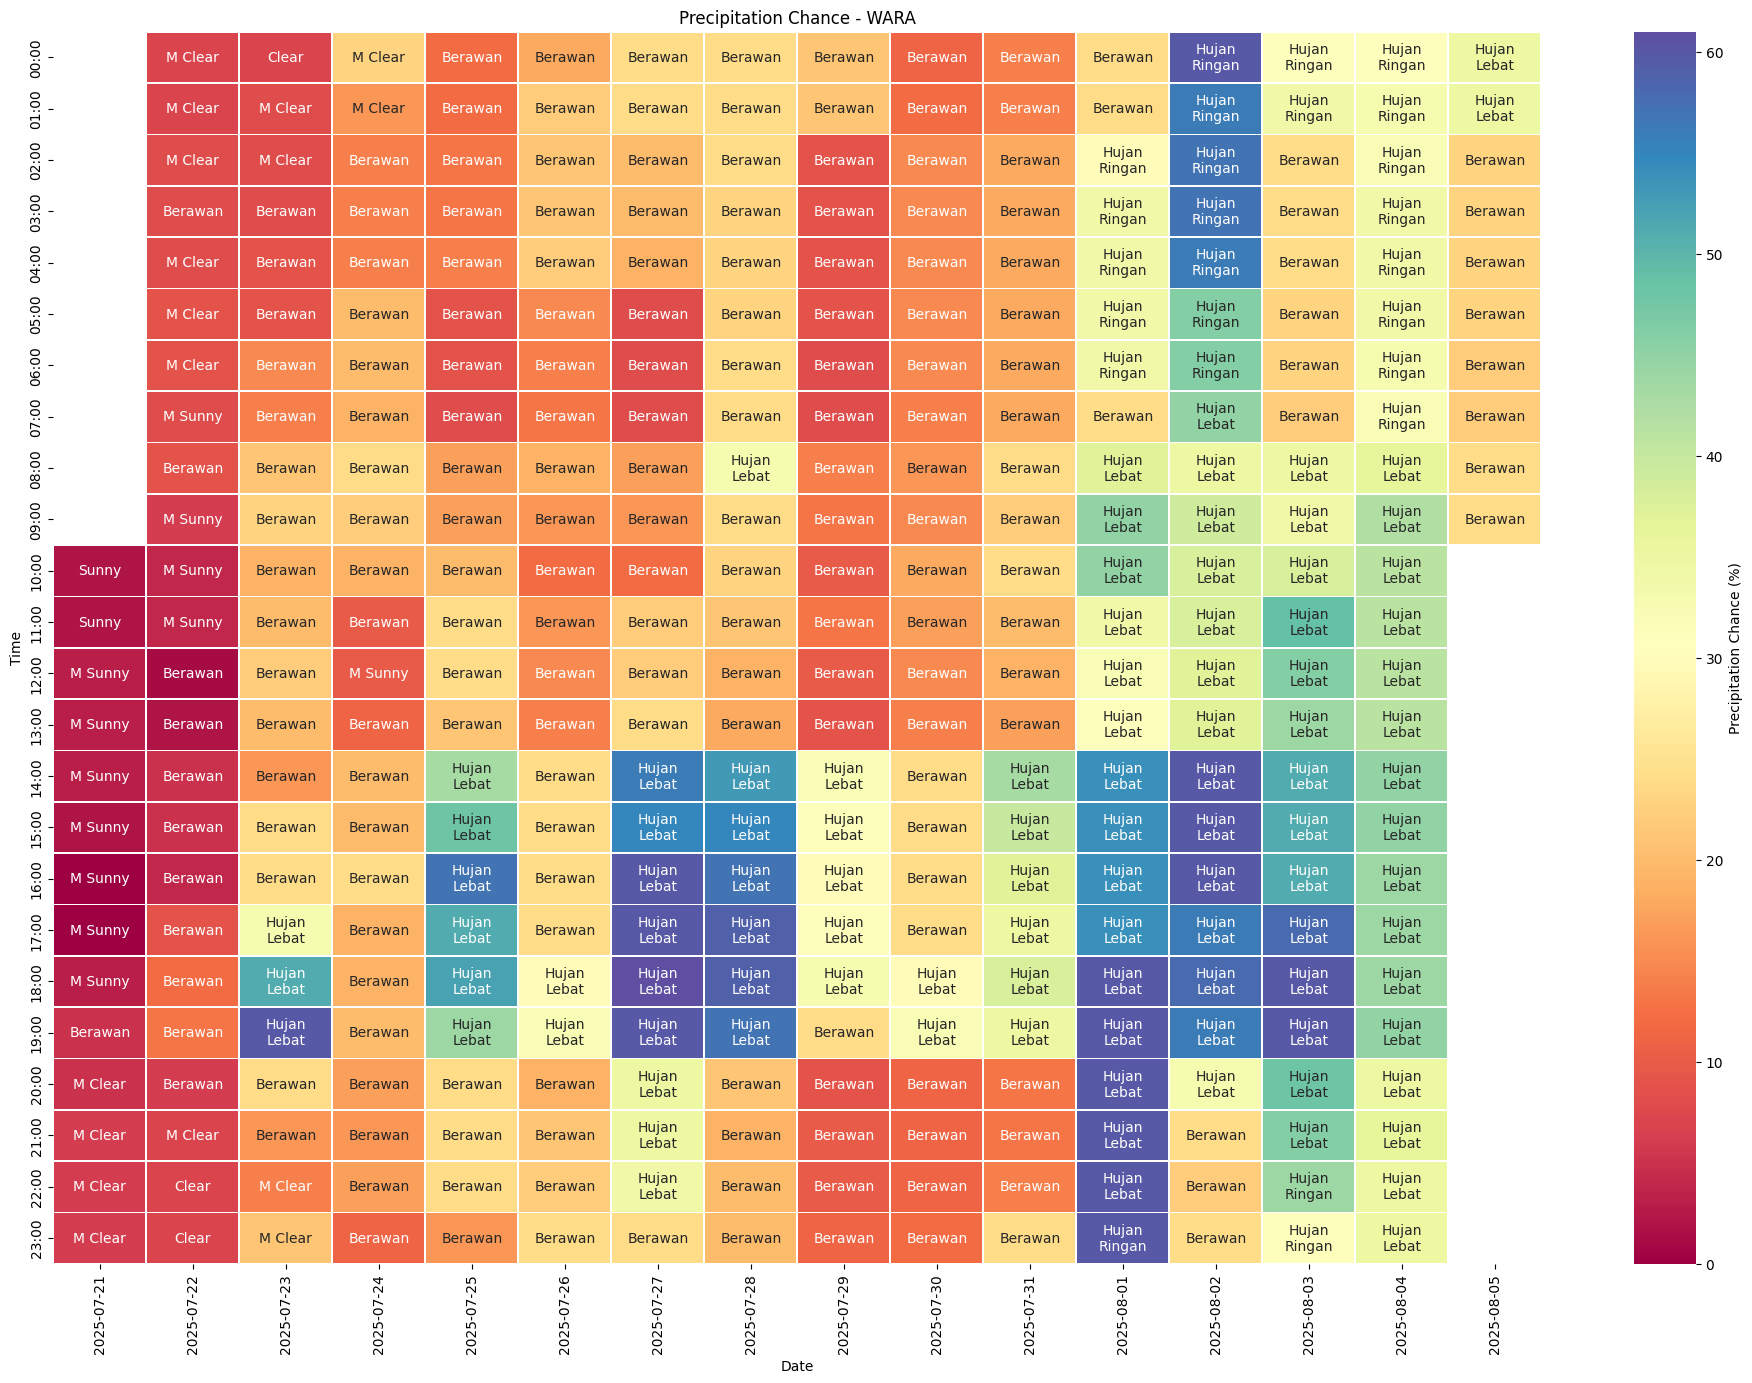 Precipitation Chance - WARA
00:00 M Clear Clear M Clear Berawan Berawan Berawan Berawan Berawan Berawan Berawan Berawan Hujan Ringan Hujan Ringan Hujan Ringan Hujan Lebat
01:00 M Clear M Clear M Clear Berawan Berawan Berawan Berawan Berawan Berawan Berawan Berawan Hujan Ringan Hujan Ringan Hujan Ringan Hujan Lebat
02:00 M Clear M Clear Berawan Berawan Berawan Berawan Berawan Berawan Berawan Berawan Hujan Ringan Hujan Ringan Berawan Hujan Ringan Berawan
03:00 Berawan Berawan Berawan Berawan Berawan Berawan Berawan Berawan Berawan Berawan Hujan Ringan Hujan Ringan Berawan Hujan Ringan Berawan
04:00 M Clear Berawan Berawan Berawan Berawan Berawan Berawan Berawan Berawan Berawan Hujan Ringan Hujan Ringan Berawan Hujan Ringan Berawan
05:00 M Clear Berawan Berawan Berawan Berawan Berawan Berawan Berawan Berawan Berawan Hujan Ringan Hujan Ringan Berawan Hujan Ringan Berawan
06:00 M Clear Berawan Berawan Berawan Berawan Berawan Berawan Berawan Berawan Berawan Hujan Ringan Hujan Ringan Berawan Hujan Ringan Berawan
07:00 M Sunny Berawan Berawan Berawan Berawan Berawan Berawan Berawan Berawan Berawan Berawan Hujan Lebat Berawan Hujan Ringan Berawan
08:00 Berawan Berawan Berawan Berawan Berawan Berawan Hujan Lebat Berawan Berawan Berawan Hujan Lebat Hujan Lebat Hujan Lebat Hujan Lebat Berawan
09:00 M Sunny Berawan Berawan Berawan Berawan Berawan Berawan Berawan Berawan Berawan Hujan Lebat Hujan Lebat Hujan Lebat Hujan Lebat Berawan
10:00 Sunny M Sunny Berawan Berawan Berawan Berawan Berawan Berawan Berawan Berawan Berawan Hujan Lebat Hujan Lebat Hujan Lebat Hujan Lebat
11:00 Sunny M Sunny Berawan Berawan Berawan Berawan Berawan Berawan Berawan Berawan Berawan Hujan Lebat Hujan Lebat Hujan Lebat Hujan Lebat
12:00 M Sunny Berawan Berawan M Sunny Berawan Berawan Berawan Berawan Berawan Berawan Berawan Hujan Lebat Hujan Lebat Hujan Lebat Hujan Lebat
13:00 M Sunny Berawan Berawan Berawan Berawan Berawan Berawan Berawan Berawan Berawan Berawan Hujan Lebat Hujan Lebat Hujan Lebat Hujan Lebat
14:00 M Sunny Berawan Berawan Berawan Hujan Lebat Berawan Hujan Lebat Hujan Lebat Hujan Lebat Berawan Hujan Lebat Hujan Lebat Hujan Lebat Hujan Lebat Hujan Lebat
15:00 M Sunny Berawan Berawan Berawan Hujan Lebat Berawan Hujan Lebat Hujan Lebat Hujan Lebat Berawan Hujan Lebat Hujan Lebat Hujan Lebat Hujan Lebat Hujan Lebat
16:00 M Sunny Berawan Berawan Berawan Hujan Lebat Berawan Hujan Lebat Hujan Lebat Hujan Lebat Berawan Hujan Lebat Hujan Lebat Hujan Lebat Hujan Lebat Hujan Lebat
17:00 M Sunny Berawan Hujan Lebat Berawan Hujan Lebat Berawan Hujan Lebat Hujan Lebat Hujan Lebat Berawan Hujan Lebat Hujan Lebat Hujan Lebat Hujan Lebat Hujan Lebat
18:00 M Sunny Berawan Hujan Lebat Berawan Hujan Lebat Hujan Lebat Hujan Lebat Hujan Lebat Hujan Lebat Hujan Lebat Hujan Lebat Hujan Lebat Hujan Lebat Hujan Lebat Hujan Lebat
19:00 Berawan Berawan Hujan Lebat Berawan Hujan Lebat Hujan Lebat Hujan Lebat Hujan Lebat Berawan Hujan Lebat Hujan Lebat Hujan Lebat Hujan Lebat Hujan Lebat Hujan Lebat
20:00 M Clear Berawan Berawan Berawan Berawan Berawan Hujan Lebat Berawan Berawan Berawan Berawan Hujan Lebat Hujan Lebat Hujan Lebat Hujan Lebat
21:00 M Clear M Clear Berawan Berawan Berawan Berawan Hujan Lebat Berawan Berawan Berawan Berawan Hujan Lebat Berawan Hujan Lebat Hujan Lebat
22:00 M Clear Clear M Clear Berawan Berawan Berawan Hujan Lebat Berawan Berawan Berawan Berawan Hujan Lebat Berawan Hujan Ringan Hujan Lebat
23:00 M Clear Clear M Clear Berawan Berawan Berawan Berawan Berawan Berawan Berawan Berawan Hujan Ringan Berawan Hujan Ringan Hujan Lebat
Time
2025-07-21 2025-07-22 2025-07-23 2025-07-24 2025-07-25 2025-07-26 2025-07-27 2025-07-28 2025-07-29 2025-07-30 2025-07-31 2025-08-01 2025-08-02 2025-08-03 2025-08-04 2025-08-05
Date
60
50
40
30
20
10
0
Precipitation Chance (%)